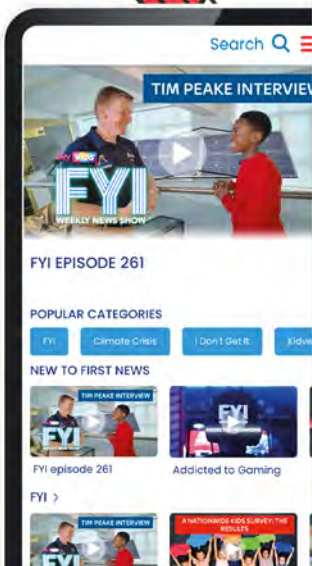 Search
TIM PEAKE INTERVIEW
sky kids
FYI
WEEKLY NEWS SHOW
FYI EPISODE 261
POPULAR CATEGORIES
FYI
Climate Crisis
I Don't Get It
Kidve
NEW TO FIRST NEWS
TIM PEAKE INTERVIEW
FYI
FYI
FYI episode 261
Addicted to Gaming
FYI >
TIM PEAKE INTERVIEW
A NATIONWIDE KIDS SURVEY: THE
RESULTS
FYI